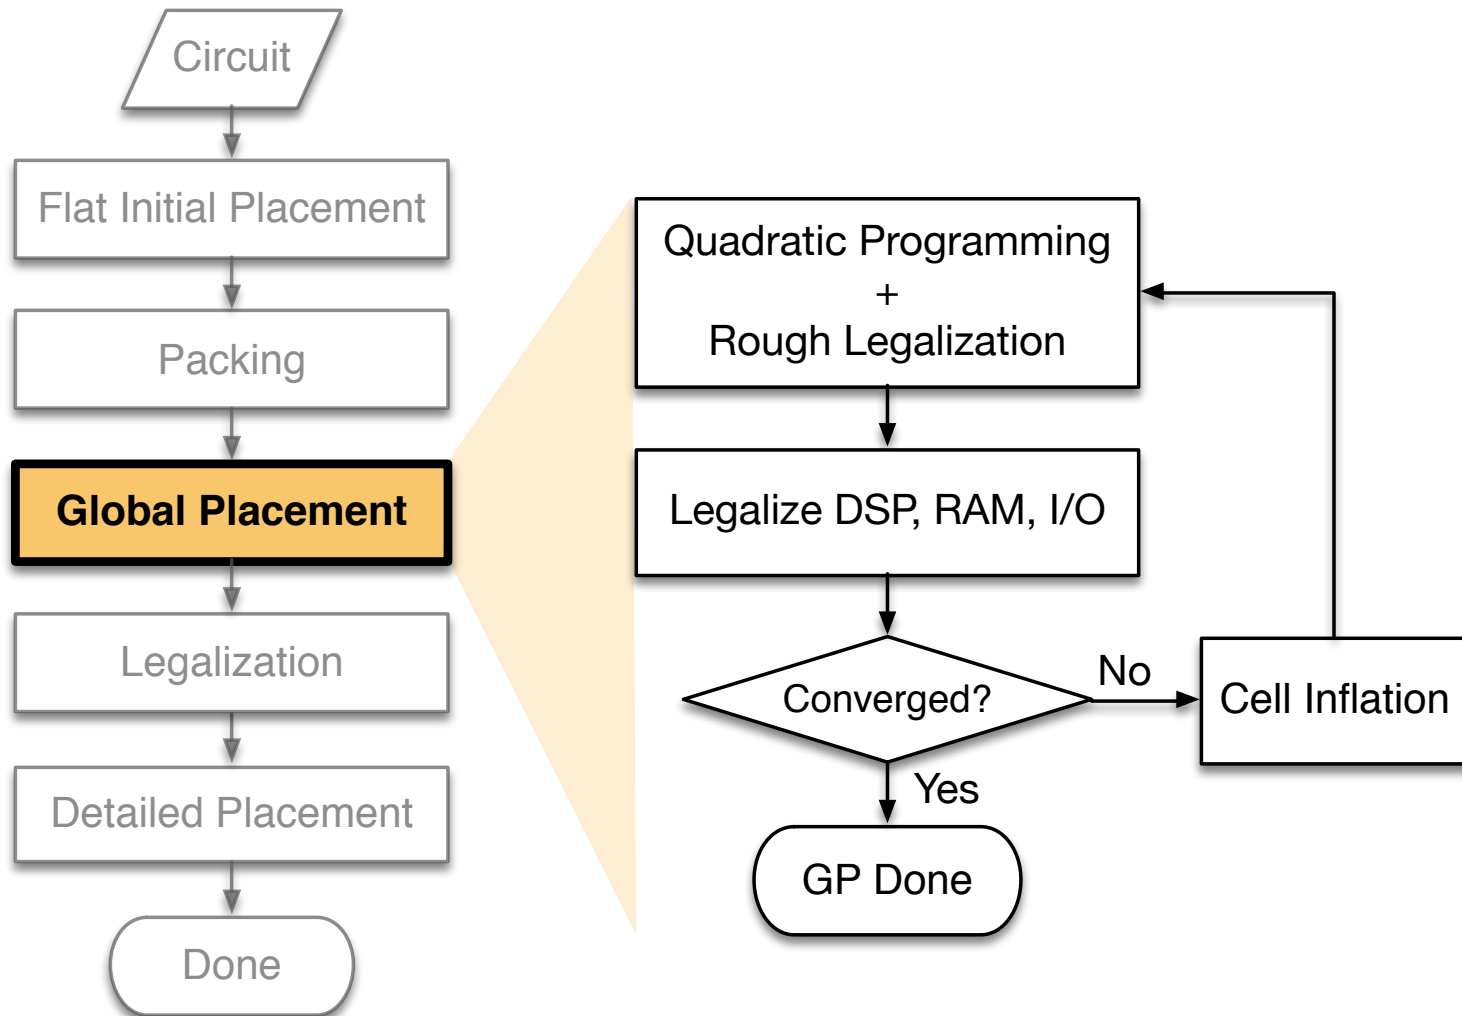 Circuit
Flat Initial Placement
Packing
Global Placement
Legalization
Detailed Placement
Done
Quadratic Programming
+
Rough Legalization
Legalize DSP, RAM, I/O
Converged?
No
Cell Inflation
Yes
GP Done